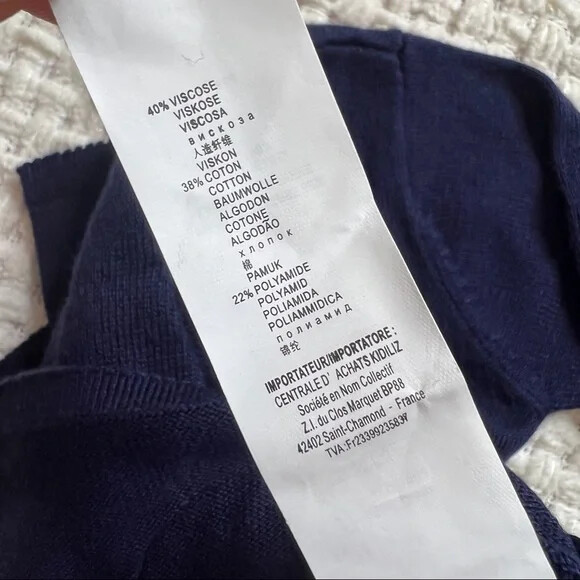 40% VISCOSE
VISKOSE
VISCOSA
вискоза
人造纤维
VISKON
38% COTON
COTTON
BAUMWOLLE
ALGODON
COTONE
ALGODÃO
хлопок
棉
PAMUK
22% POLYAMIDE
POLYAMID
POLIAMIDA
POLIAMMIDICA
полиамид
锦纶
IMPORTATEUR/IMPORTATORE :
CENTRALE D' ACHATS KIDILIZ
Société en Nom Collectif
Z.I. du Clos Marquet BP88
42402 Saint-Chamond - France
TVA:Fr23399235839